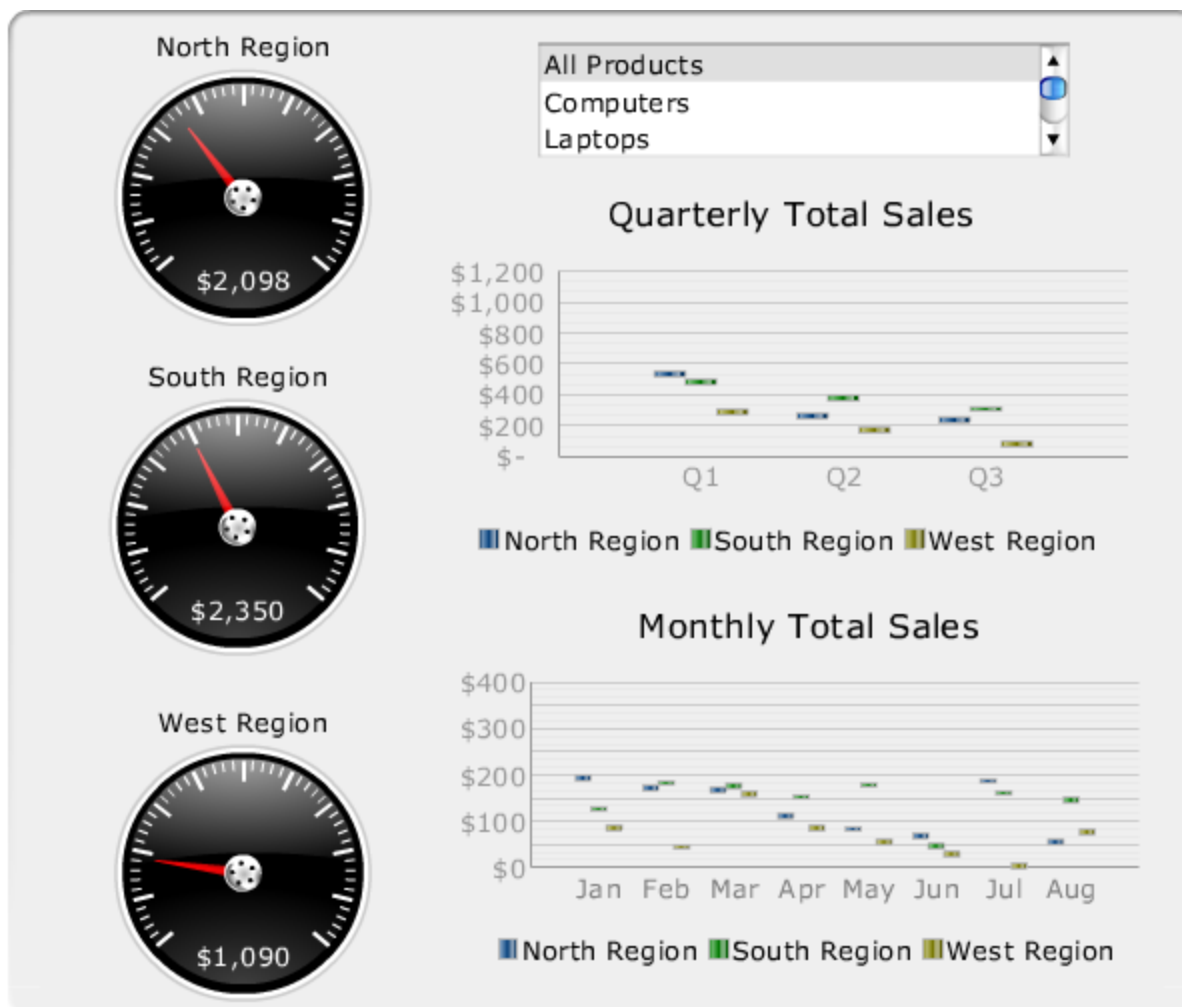 North Region
$2,098
South Region
$2,350
West Region
$1,090
All Products
Computers
Laptops
Quarterly Total Sales
$1,200
$1,000
$800
$600
$400
$200
$-
Q1 Q2 Q3
North Region South Region West Region
Monthly Total Sales
$400
$300
$200
$100
$0
Jan Feb Mar Apr May Jun Jul Aug
North Region South Region West Region